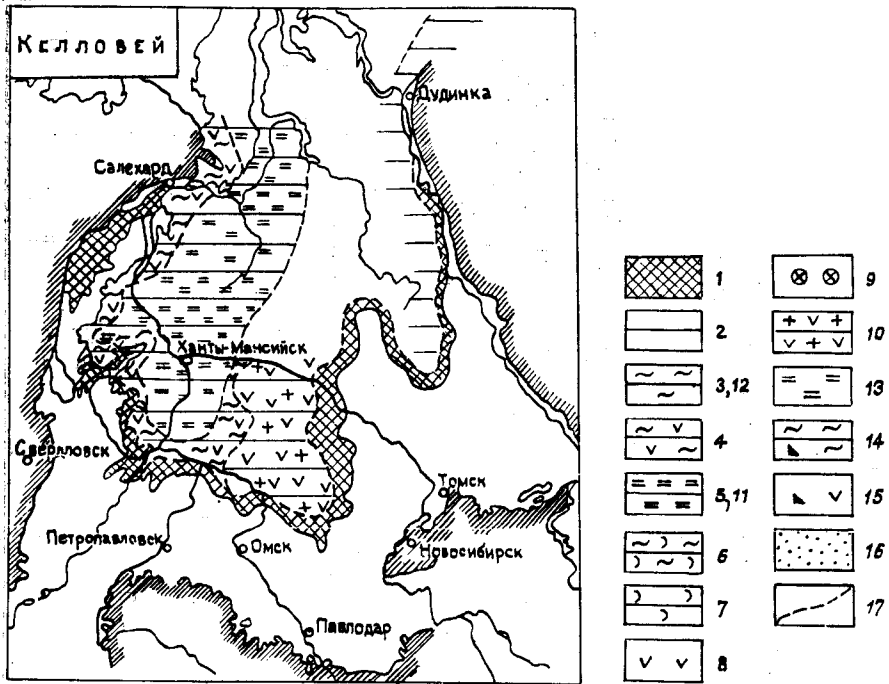 КЕЛЛОВЕЙ
Дудинка
Салехард
Ханты-Мансийск
Свердловск
Томск
Петропавловск
Омск
Новосибирск
Павлодар
1
2
3,12
4
5,11
6
7
8
9
10
13
14
15
16
17